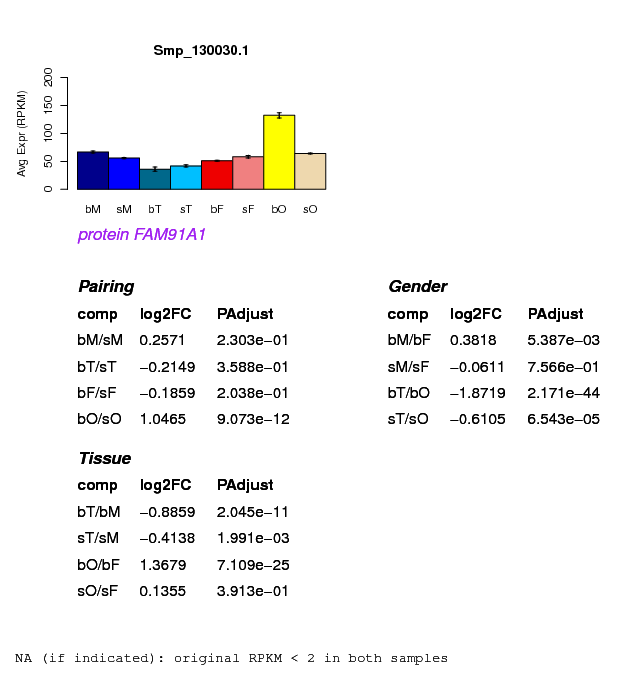 Smp_130030.1
Avg Expr (RPKM)
200
150
100
50
0
bM sM bT sT bF sF bO sO
protein FAM91A1
Pairing
comp log2FC PAdjust
bM/sM 0.2571 2.303e−01
bT/sT −0.2149 3.588e−01
bF/sF −0.1859 2.038e−01
bO/sO 1.0465 9.073e−12
Gender
comp log2FC PAdjust
bM/bF 0.3818 5.387e−03
sM/sF −0.0611 7.566e−01
bT/bO −1.8719 2.171e−44
sT/sO −0.6105 6.543e−05
Tissue
comp log2FC PAdjust
bT/bM −0.8859 2.045e−11
sT/sM −0.4138 1.991e−03
bO/bF 1.3679 7.109e−25
sO/sF 0.1355 3.913e−01
NA (if indicated): original RPKM < 2 in both samples